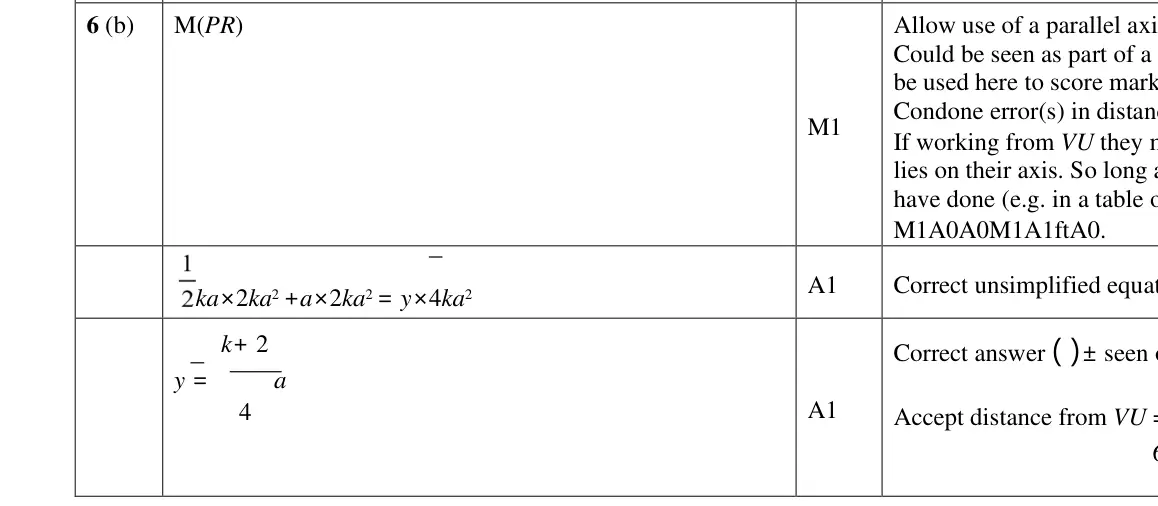 6 (b) M(PR)
M1
Allow use of a parallel axi
Could be seen as part of a
be used here to score mark
Condone error(s) in distanc
If working from VU they
lies on their axis. So long a
have done (e.g. in a table o
M1A0A0M1A1ftA0.
1/2 ka×2ka² +a×2ka² = y̅×4ka²
A1
Correct unsimplified equat
y̅ = (k+ 2)/4 a
A1
Correct answer ( )± seen
Accept distance from VU =
6